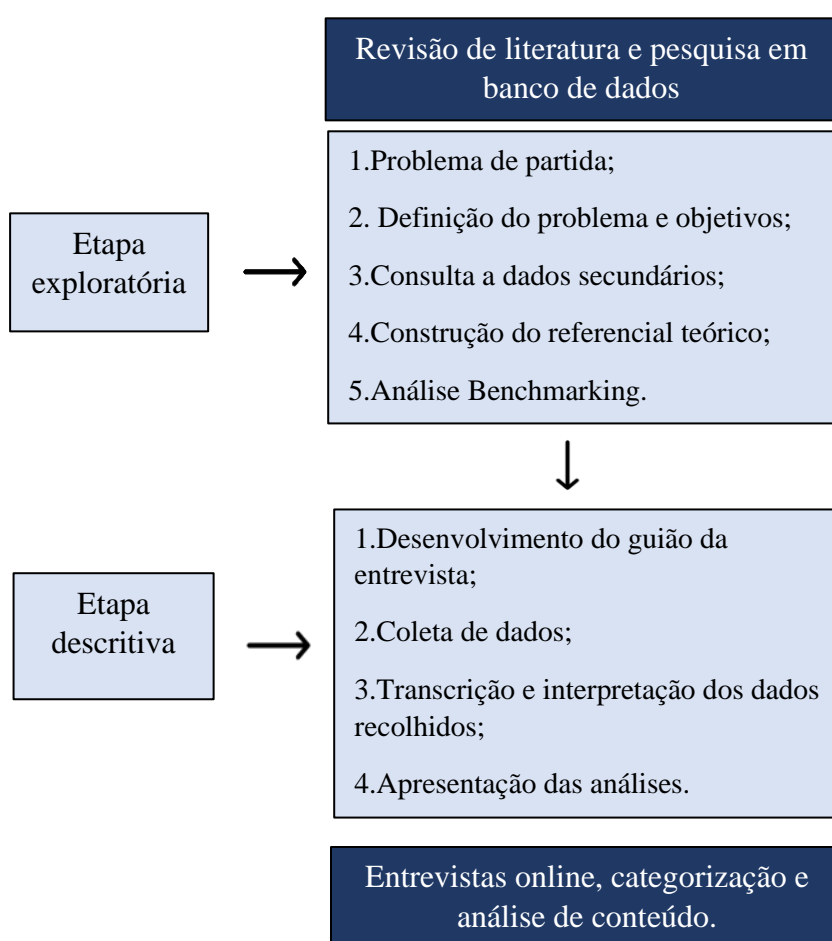 Revisão de literatura e pesquisa em
banco de dados
Etapa
exploratória
1.Problema de partida;
2. Definição do problema e objetivos;
3.Consulta a dados secundários;
4.Construção do referencial teórico;
5.Análise Benchmarking.
Etapa
descritiva
1.Desenvolvimento do guião da
entrevista;
2.Coleta de dados;
3.Transcrição e interpretação dos dados
recolhidos;
4.Apresentação das análises.
Entrevistas online, categorização e
análise de conteúdo.